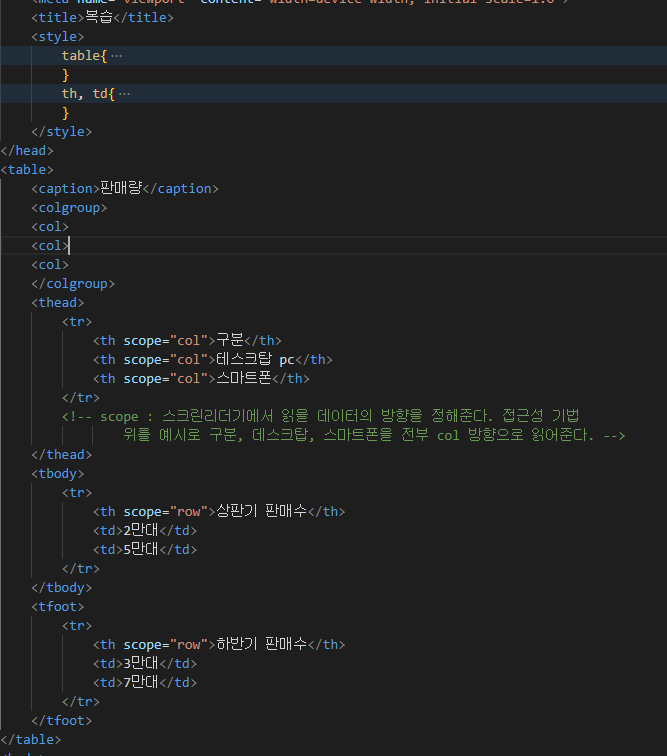 <meta name="viewport" content="width=device-width, initial-scale=1.0">
<title>복습</title>
<style>
table{ ⋯
}
th, td{ ⋯
}
</style>
</head>
<table>
<caption>판매량</caption>
<colgroup>
<col>
<col>
<col>
</colgroup>
<thead>
<tr>
<th scope="col">구분</th>
<th scope="col">테스크탑 pc</th>
<th scope="col">스마트폰</th>
</tr>
<!-- scope : 스크린리더기에서 읽을 데이터의 방향을 정해준다. 접근성 기법
위를 예시로 구분, 데스크탑, 스마트폰을 전부 col 방향으로 읽어준다. -->
</thead>
<tbody>
<tr>
<th scope="row">상판기 판매수</th>
<td>2만대</td>
<td>5만대</td>
</tr>
</tbody>
<tfoot>
<tr>
<th scope="row">하반기 판매수</th>
<td>3만대</td>
<td>7만대</td>
</tr>
</tfoot>
</table>